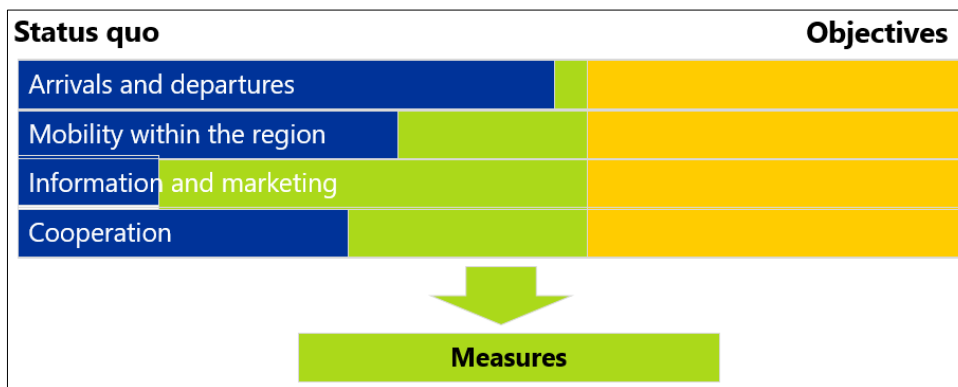 Status quo
Objectives
Arrivals and departures
Mobility within the region
Information and marketing
Cooperation
Measures